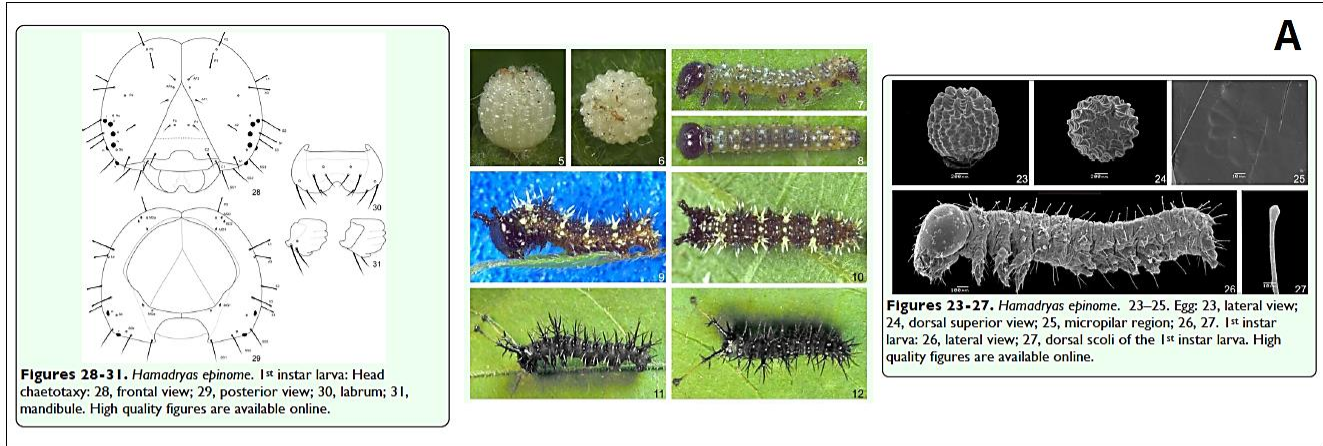 A
28
30
31
29
Figures 28-31. Hamadryas epinome. 1st instar larva: Head
chaetotaxy: 28, frontal view; 29, posterior view; 30, labrum; 31,
mandibule. High quality figures are available online.
5
6
7
8
9
10
11
12
23
24
25
26
27
Figures 23-27. Hamadryas epinome. 23–25. Egg: 23, lateral view;
24, dorsal superior view; 25, micropilar region; 26, 27. 1st instar
larva: 26, lateral view; 27, dorsal scoli of the 1st instar larva. High
quality figures are available online.